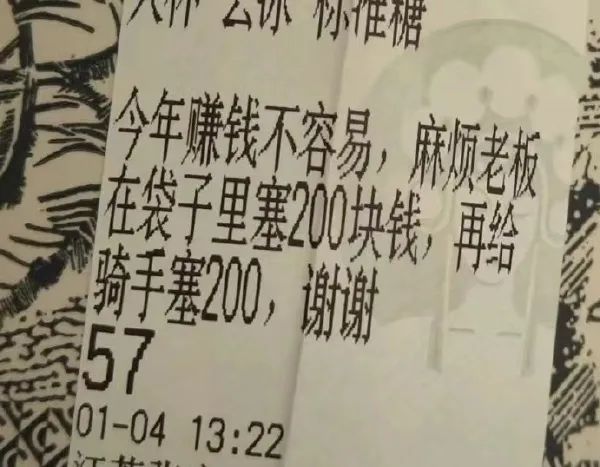 大杯 去冰 标准糖
今年赚钱不容易，麻烦老板
在袋子里塞200块钱，再给
骑手塞200，谢谢
57
01-04 13:22